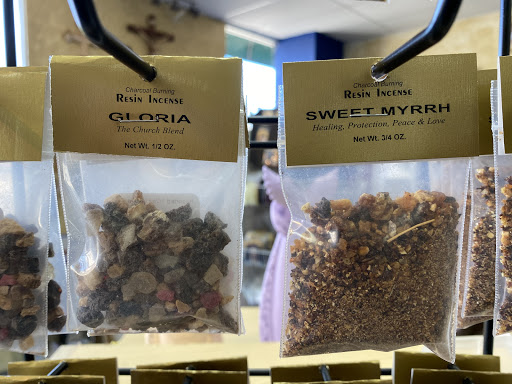 Charcoal Burning
RESIN INCENSE
GLORIA
The Church Blend
Net Wt. 1/2 OZ.
Charcoal Burning
RESIN INCENSE
SWEET MYRRH
Healing, Protection, Peace & Love
Net Wt. 3/4 OZ.